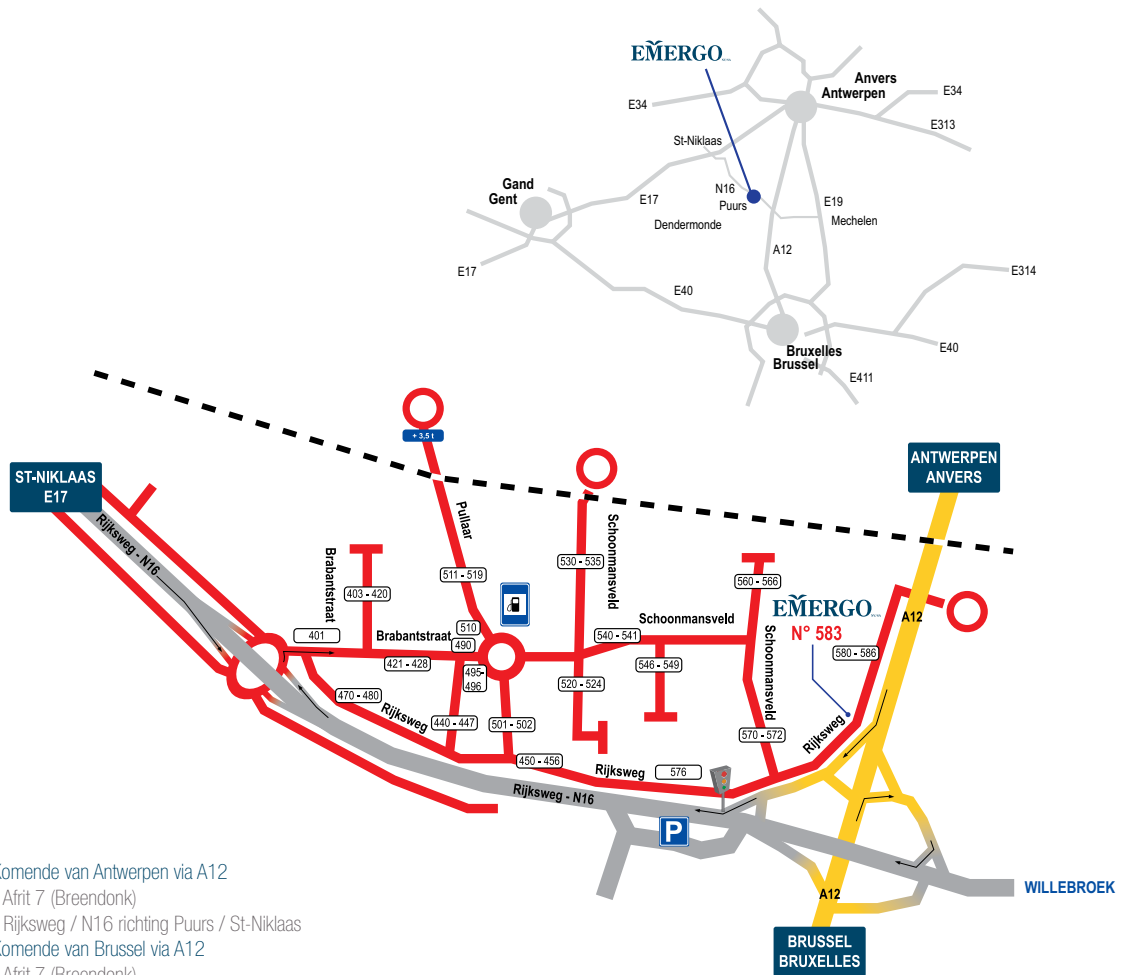 EMERGO
Anvers
Antwerpen
E34
E34
E313
St-Niklaas
Gand
Gent
N16
Puurs
E17
E19
Dendermonde
Mechelen
A12
E17
E314
E40
Bruxelles
Brussel
E40
E411
+ 3,5 t
ST-NIKLAAS
E17
ANTWERPEN
ANVERS
Rijksweg - N16
Pullaar
Schoonmansveld
Brabantstraat
530 - 535
511 - 519
560 - 566
403 - 420
EMERGO
N° 583
A12
510
490
401
Brabantstraat
Schoonmansveld
540 - 541
421 - 428
495-
496
546 - 549
580 - 586
Schoonmansveld
520 - 524
470 - 480
Rijksweg
440 - 447
501 - 502
570 - 572
Rijksweg
450 - 456
Rijksweg
576
Rijksweg - N16
P
WILLEBROEK
A12
BRUSSEL
BRUXELLES
Komende van Antwerpen via A12
Afrit 7 (Breendonk)
Rijksweg / N16 richting Puurs / St-Niklaas
Komende van Brussel via A12
Afrit 7 (Breendonk)